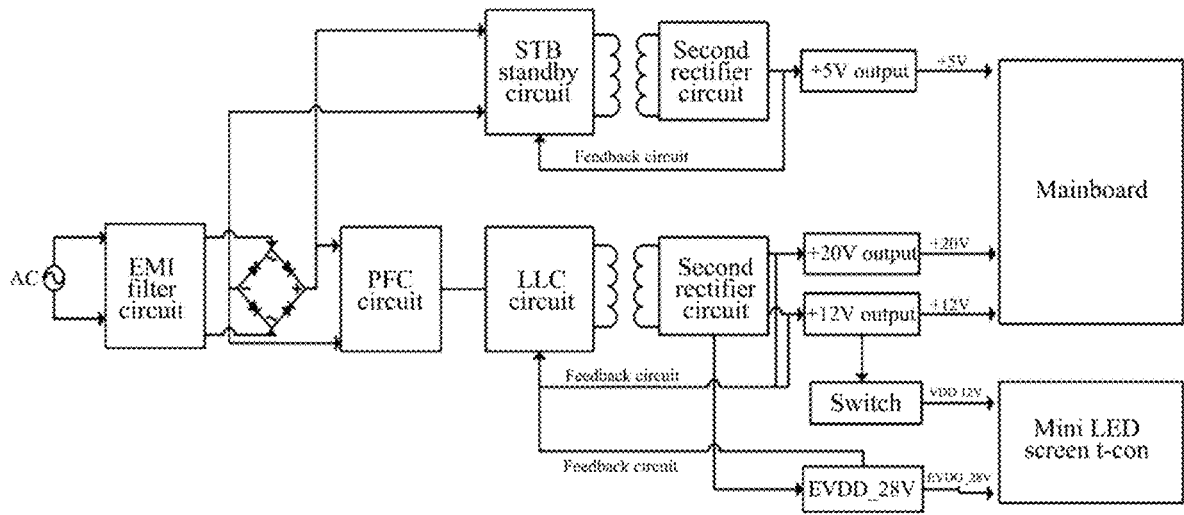 STB
standby
circuit
Second
rectifier
circuit
+5V output
+5V
Feedback circuit
Mainboard
AC
EMI
filter
circuit
PFC
circuit
LLC
circuit
Second
rectifier
circuit
+20V output
+20V
+12V output
+12V
Feedback circuit
Switch
VDD 12V
Mini LED
screen t-con
Feedback circuit
EVDD_28V
EVDG_28V